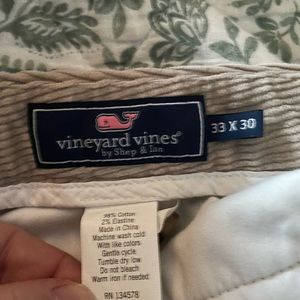 vineyard vines®
by Shep & Ian
33 X 30
98% Cotton
2% Elastine
Made in China
Machine wash cold
With like colors
Gentle cycle
Tumble dry low
Do not bleach
Warm iron if needed.
RN 134578